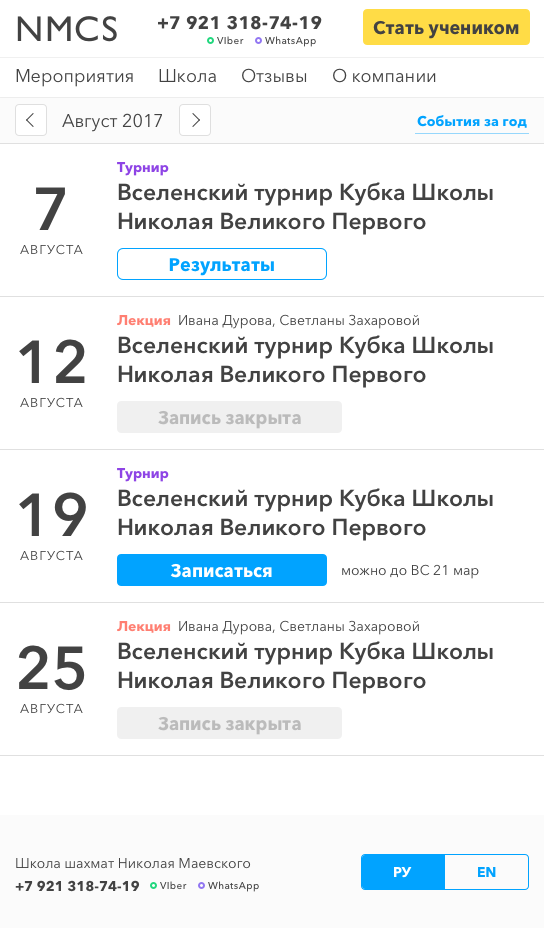 NMCS
+7 921 318-74-19
VIber WhatsApp
Стать учеником
Мероприятия Школа Отзывы О компании
Август 2017
События за год
7
АВГУСТА
Турнир
Вселенский турнир Кубка Школы
Николая Великого Первого
Результаты
12
АВГУСТА
Лекция Ивана Дурова, Светланы Захаровой
Вселенский турнир Кубка Школы
Николая Великого Первого
Запись закрыта
19
АВГУСТА
Турнир
Вселенский турнир Кубка Школы
Николая Великого Первого
Записаться можно до ВС 21 мар
25
АВГУСТА
Лекция Ивана Дурова, Светланы Захаровой
Вселенский турнир Кубка Школы
Николая Великого Первого
Запись закрыта
Школа шахмат Николая Маевского
+7 921 318-74-19 VIber WhatsApp
РУ EN